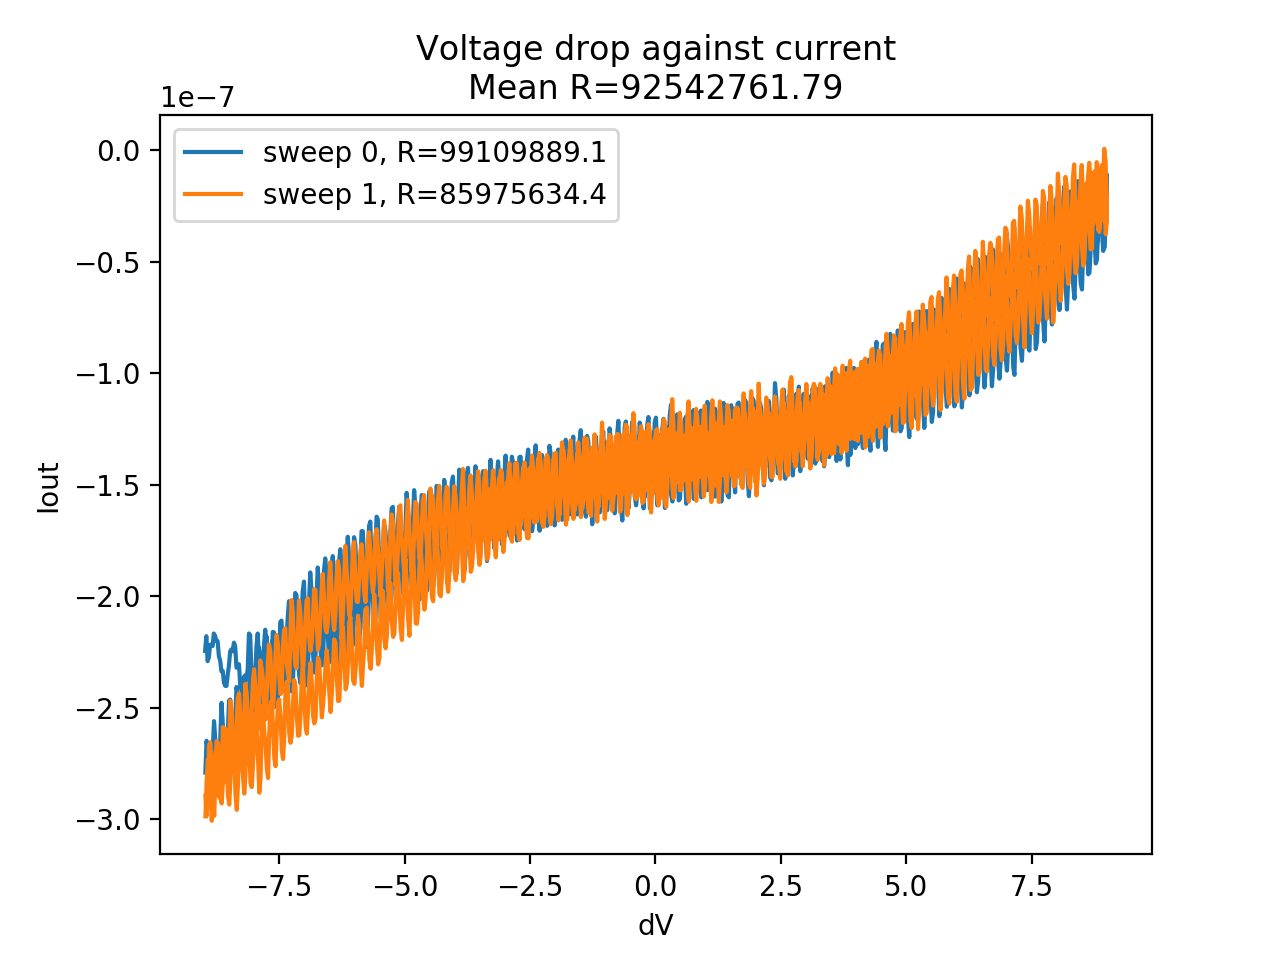 Voltage drop against current
Mean R=92542761.79
1e−7
sweep 0, R=99109889.1
sweep 1, R=85975634.4
0.0
−0.5
−1.0
−1.5
−2.0
−2.5
−3.0
Iout
−7.5 −5.0 −2.5 0.0 2.5 5.0 7.5
dV